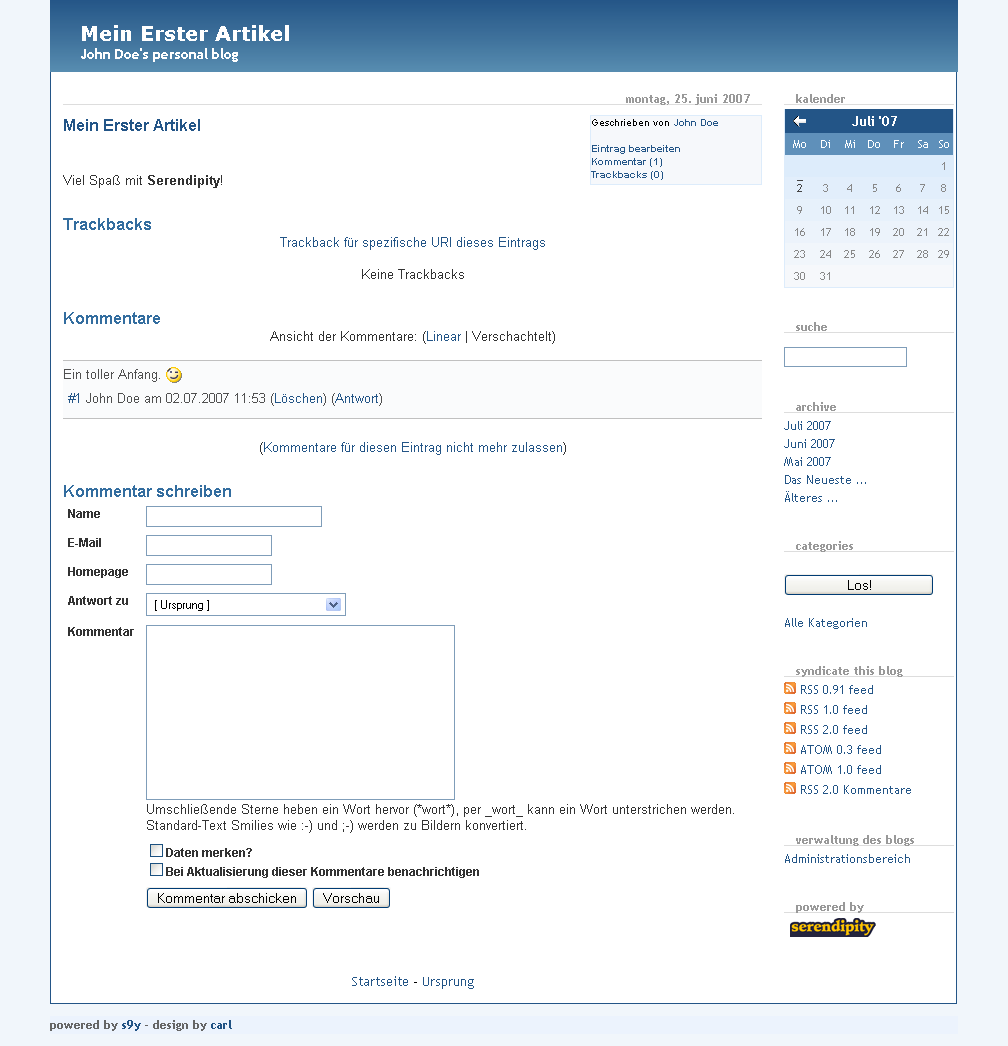 Mein Erster Artikel
John Doe's personal blog
montag, 25. juni 2007
Mein Erster Artikel
Geschrieben von John Doe
Eintrag bearbeiten
Kommentar (1)
Trackbacks (0)
Viel Spaß mit Serendipity!
Trackbacks
Trackback für spezifische URI dieses Eintrags
Keine Trackbacks
Kommentare
Ansicht der Kommentare: (Linear | Verschachtelt)
Ein toller Anfang.
#1 John Doe am 02.07.2007 11:53 (Löschen) (Antwort)
(Kommentare für diesen Eintrag nicht mehr zulassen)
Kommentar schreiben
Name
E-Mail
Homepage
Antwort zu [ Ursprung ]
Kommentar
Umschließende Sterne heben ein Wort hervor (*wort*), per _wort_ kann ein Wort unterstrichen werden.
Standard-Text Smilies wie :-) und ;-) werden zu Bildern konvertiert.
Daten merken?
Bei Aktualisierung dieser Kommentare benachrichtigen
Kommentar abschicken Vorschau
Startseite - Ursprung
kalender
Juli '07
Mo Di Mi Do Fr Sa So
1
2 3 4 5 6 7 8
9 10 11 12 13 14 15
16 17 18 19 20 21 22
23 24 25 26 27 28 29
30 31
suche
archive
Juli 2007
Juni 2007
Mai 2007
Das Neueste ...
Älteres ...
categories
Los!
Alle Kategorien
syndicate this blog
RSS 0.91 feed
RSS 1.0 feed
RSS 2.0 feed
ATOM 0.3 feed
ATOM 1.0 feed
RSS 2.0 Kommentare
verwaltung des blogs
Administrationsbereich
powered by
serendipity
powered by s9y - design by carl